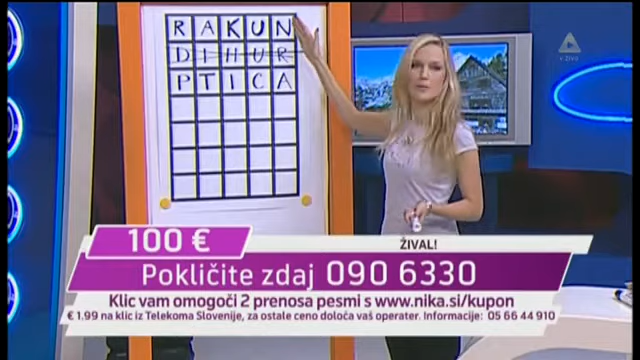 RAKUN
DIHUR
PTICA
v živo
100 €
ŽIVAL!
Pokličite zdaj 090 6330
Klic vam omogoči 2 prenosa pesmi s www.nika.si/kupon
€ 1.99 na klic iz Telekoma Slovenije, za ostale ceno določa vaš operater. Informacije: 05 66 44 910